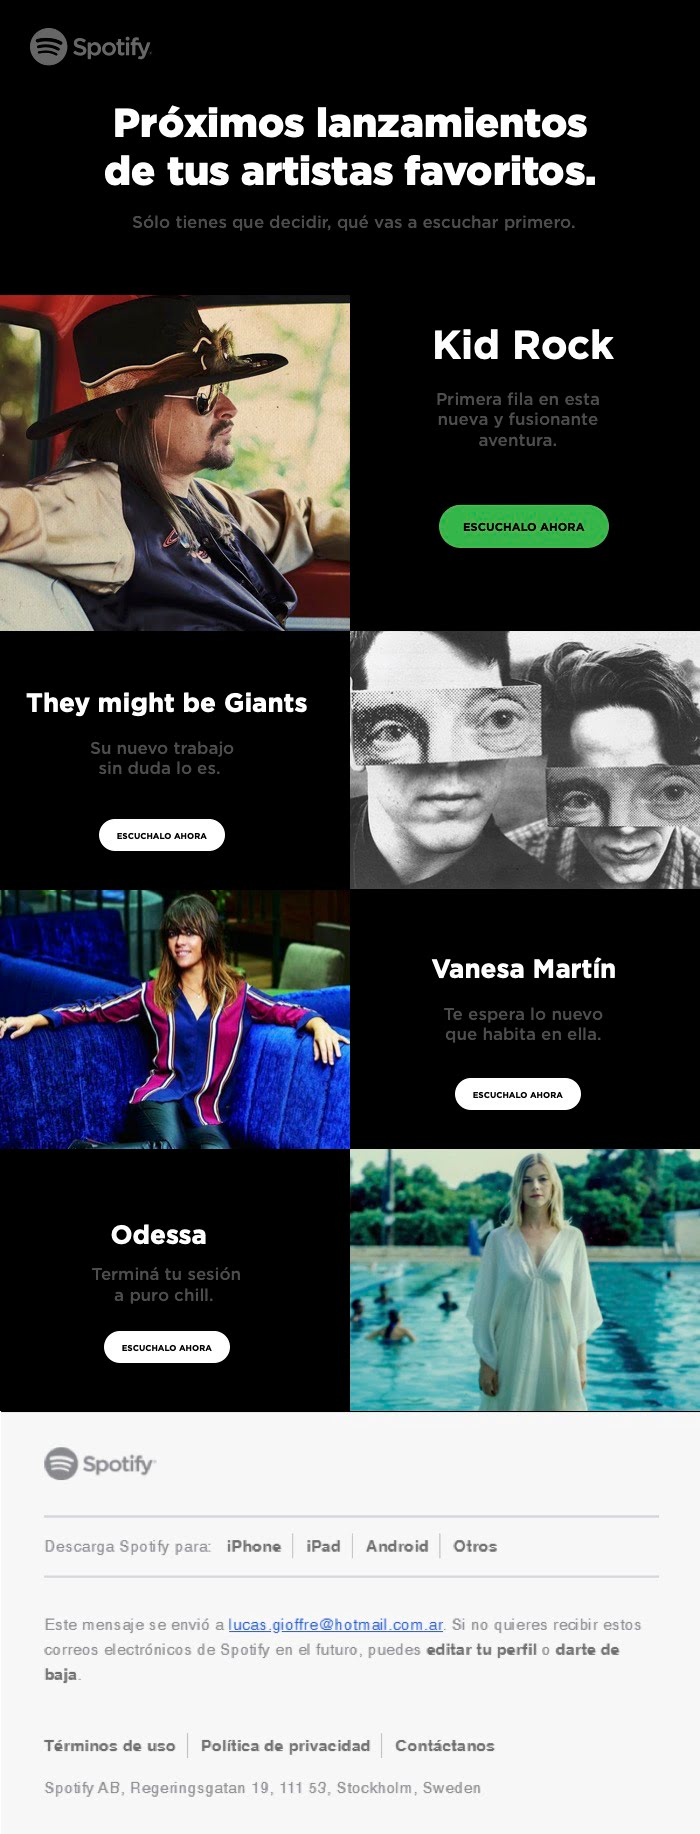 Spotify
Próximos lanzamientos
de tus artistas favoritos.
Sólo tienes que decidir, qué vas a escuchar primero.
Kid Rock
Primera fila en esta
nueva y fusionante
aventura.
ESCUCHALO AHORA
They might be Giants
Su nuevo trabajo
sin duda lo es.
ESCUCHALO AHORA
Vanesa Martín
Te espera lo nuevo
que habita en ella.
ESCUCHALO AHORA
Odessa
Terminá tu sesión
a puro chill.
ESCUCHALO AHORA
Spotify
Descarga Spotify para: iPhone iPad Android Otros
Este mensaje se envió a lucas.gioffre@hotmail.com.ar. Si no quieres recibir estos
correos electrónicos de Spotify en el futuro, puedes editar tu perfil o darte de
baja.
Términos de uso Política de privacidad Contáctanos
Spotify AB, Regeringsgatan 19, 111 53, Stockholm, Sweden